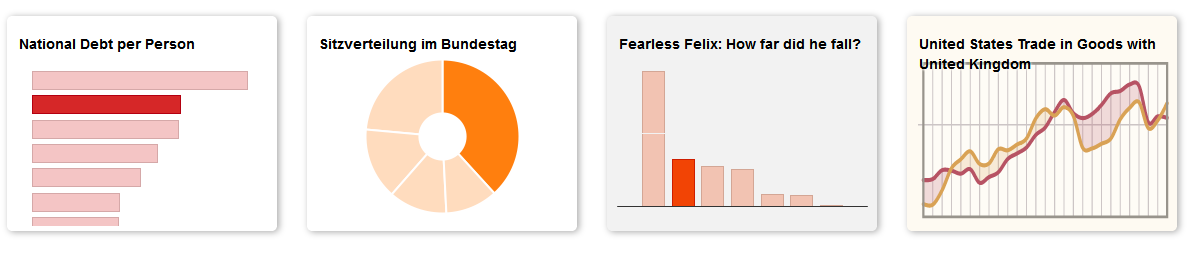 National Debt per Person
Sitzverteilung im Bundestag
Fearless Felix: How far did he fall?
United States Trade in Goods with
United Kingdom